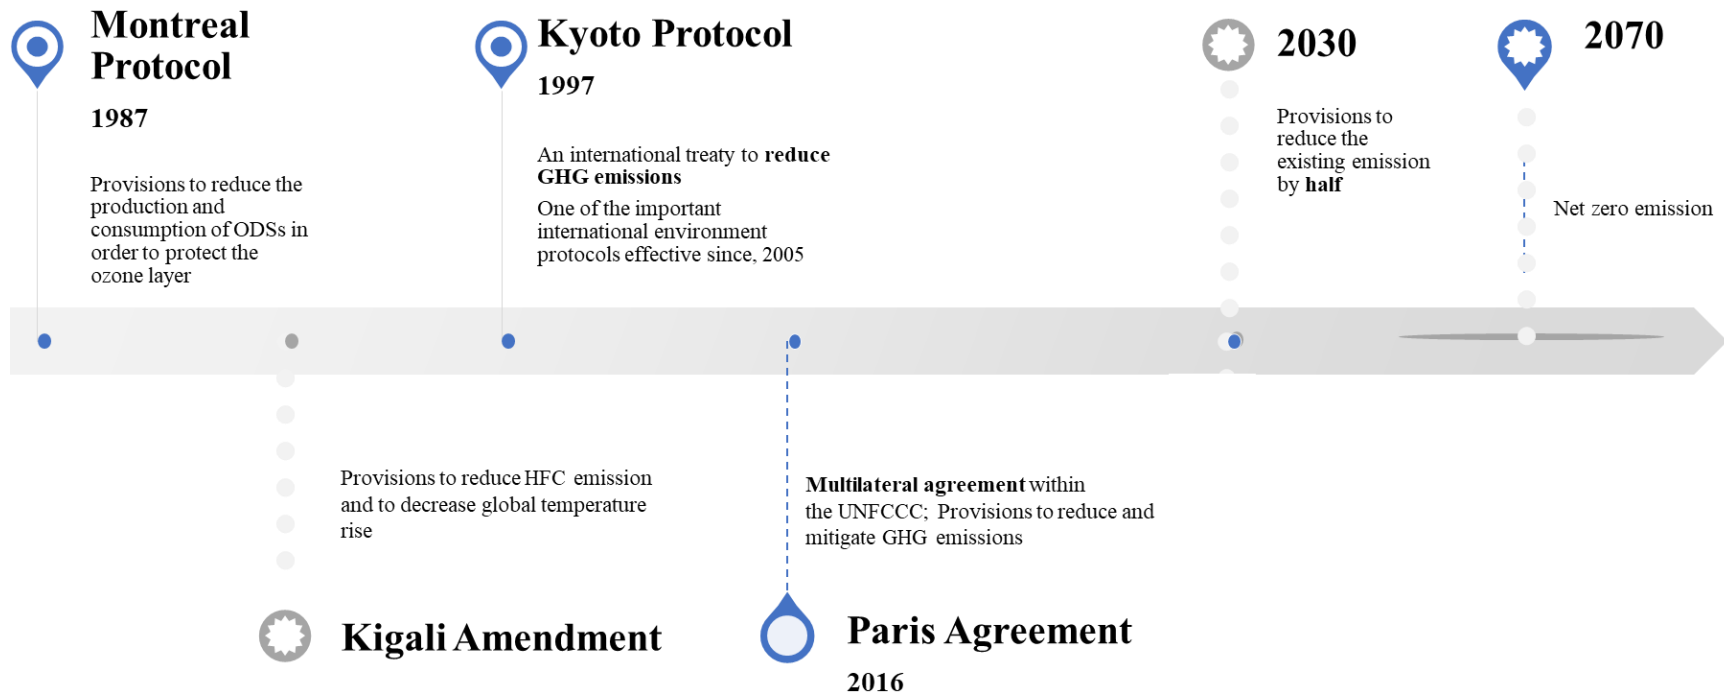 Montreal
Protocol
1987
Provisions to reduce the
production and
consumption of ODSs in
order to protect the
ozone layer
Kyoto Protocol
1997
An international treaty to reduce
GHG emissions
One of the important
international environment
protocols effective since, 2005
2030
Provisions to
reduce the
existing emission
by half
2070
Net zero emission
Provisions to reduce HFC emission
and to decrease global temperature
rise
Kigali Amendment
Multilateral agreement within
the UNFCCC; Provisions to reduce and
mitigate GHG emissions
Paris Agreement
2016